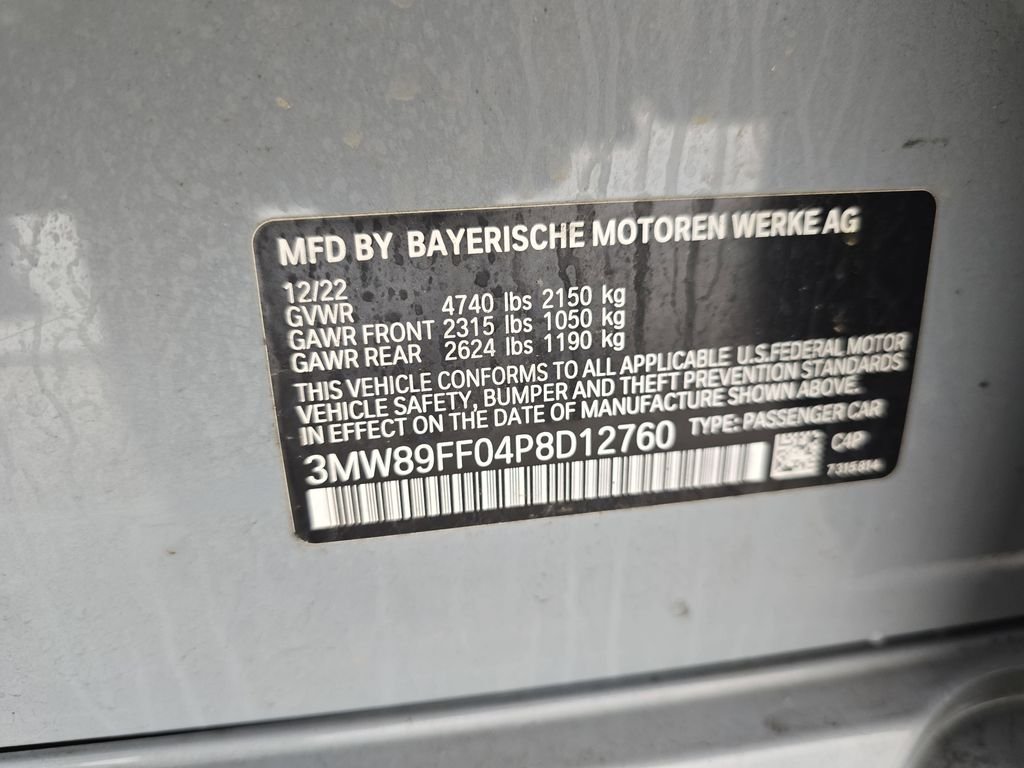 MFD BY BAYERISCHE MOTOREN WERKE AG
12/22
GVWR 4740 lbs 2150 kg
GAWR FRONT 2315 lbs 1050 kg
GAWR REAR 2624 lbs 1190 kg
THIS VEHICLE CONFORMS TO ALL APPLICABLE U.S.FEDERAL MOTOR
VEHICLE SAFETY, BUMPER AND THEFT PREVENTION STANDARDS
IN EFFECT ON THE DATE OF MANUFACTURE SHOWN ABOVE.
3MW89FF04P8D12760 TYPE: PASSENGER CAR
C4P
7315814